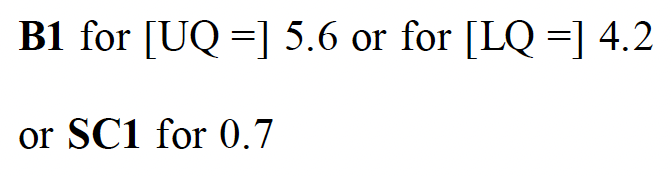 B1 for [UQ =] 5.6 or for [LQ =] 4.2
or SC1 for 0.7